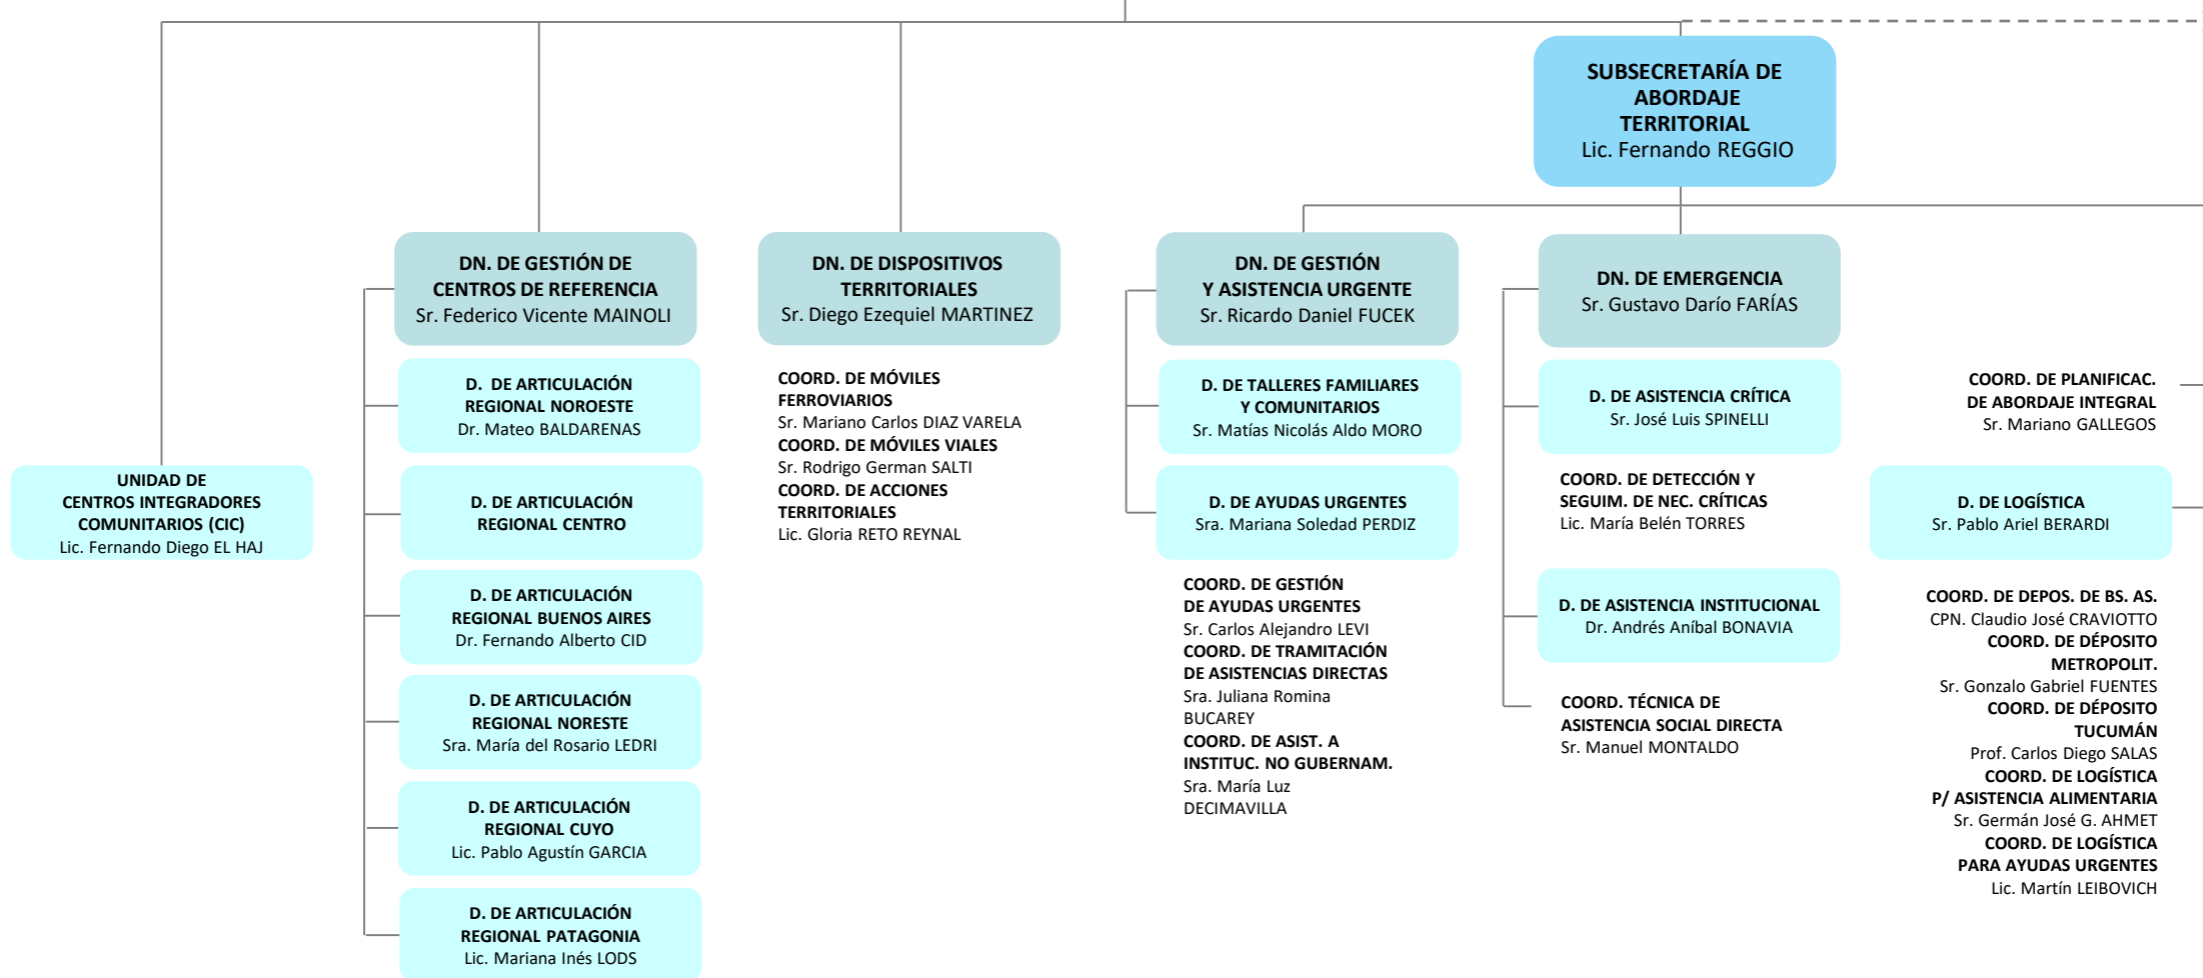 SUBSECRETARÍA DE
ABORDAJE
TERRITORIAL
Lic. Fernando REGGIO
UNIDAD DE
CENTROS INTEGRADORES
COMUNITARIOS (CIC)
Lic. Fernando Diego EL HAJ
DN. DE GESTIÓN DE
CENTROS DE REFERENCIA
Sr. Federico Vicente MAINOLI
D. DE ARTICULACIÓN
REGIONAL NOROESTE
Dr. Mateo BALDARENAS
D. DE ARTICULACIÓN
REGIONAL CENTRO
D. DE ARTICULACIÓN
REGIONAL BUENOS AIRES
Dr. Fernando Alberto CID
D. DE ARTICULACIÓN
REGIONAL NORESTE
Sra. María del Rosario LEDRI
D. DE ARTICULACIÓN
REGIONAL CUYO
Lic. Pablo Agustín GARCIA
D. DE ARTICULACIÓN
REGIONAL PATAGONIA
Lic. Mariana Inés LODS
DN. DE DISPOSITIVOS
TERRITORIALES
Sr. Diego Ezequiel MARTINEZ
COORD. DE MÓVILES
FERROVIARIOS
Sr. Mariano Carlos DIAZ VARELA
COORD. DE MÓVILES VIALES
Sr. Rodrigo German SALTI
COORD. DE ACCIONES
TERRITORIALES
Lic. Gloria RETO REYNAL
DN. DE GESTIÓN
Y ASISTENCIA URGENTE
Sr. Ricardo Daniel FUCEK
D. DE TALLERES FAMILIARES
Y COMUNITARIOS
Sr. Matías Nicolás Aldo MORO
D. DE AYUDAS URGENTES
Sra. Mariana Soledad PERDIZ
COORD. DE GESTIÓN
DE AYUDAS URGENTES
Sr. Carlos Alejandro LEVI
COORD. DE TRAMITACIÓN
DE ASISTENCIAS DIRECTAS
Sra. Juliana Romina
BUCAREY
COORD. DE ASIST. A
INSTITUC. NO GUBERNAM.
Sra. María Luz
DECIMAVILLA
DN. DE EMERGENCIA
Sr. Gustavo Darío FARÍAS
D. DE ASISTENCIA CRÍTICA
Sr. José Luis SPINELLI
COORD. DE DETECCIÓN Y
SEGUIM. DE NEC. CRÍTICAS
Lic. María Belén TORRES
D. DE ASISTENCIA INSTITUCIONAL
Dr. Andrés Aníbal BONAVIA
COORD. TÉCNICA DE
ASISTENCIA SOCIAL DIRECTA
Sr. Manuel MONTALDO
COORD. DE PLANIFICAC.
DE ABORDAJE INTEGRAL
Sr. Mariano GALLEGOS
D. DE LOGÍSTICA
Sr. Pablo Ariel BERARDI
COORD. DE DEPOS. DE BS. AS.
CPN. Claudio José CRAVIOTTO
COORD. DE DÉPOSITO
METROPOLIT.
Sr. Gonzalo Gabriel FUENTES
COORD. DE DÉPOSITO
TUCUMÁN
Prof. Carlos Diego SALAS
COORD. DE LOGÍSTICA
P/ ASISTENCIA ALIMENTARIA
Sr. Germán José G. AHMET
COORD. DE LOGÍSTICA
PARA AYUDAS URGENTES
Lic. Martín LEIBOVICH